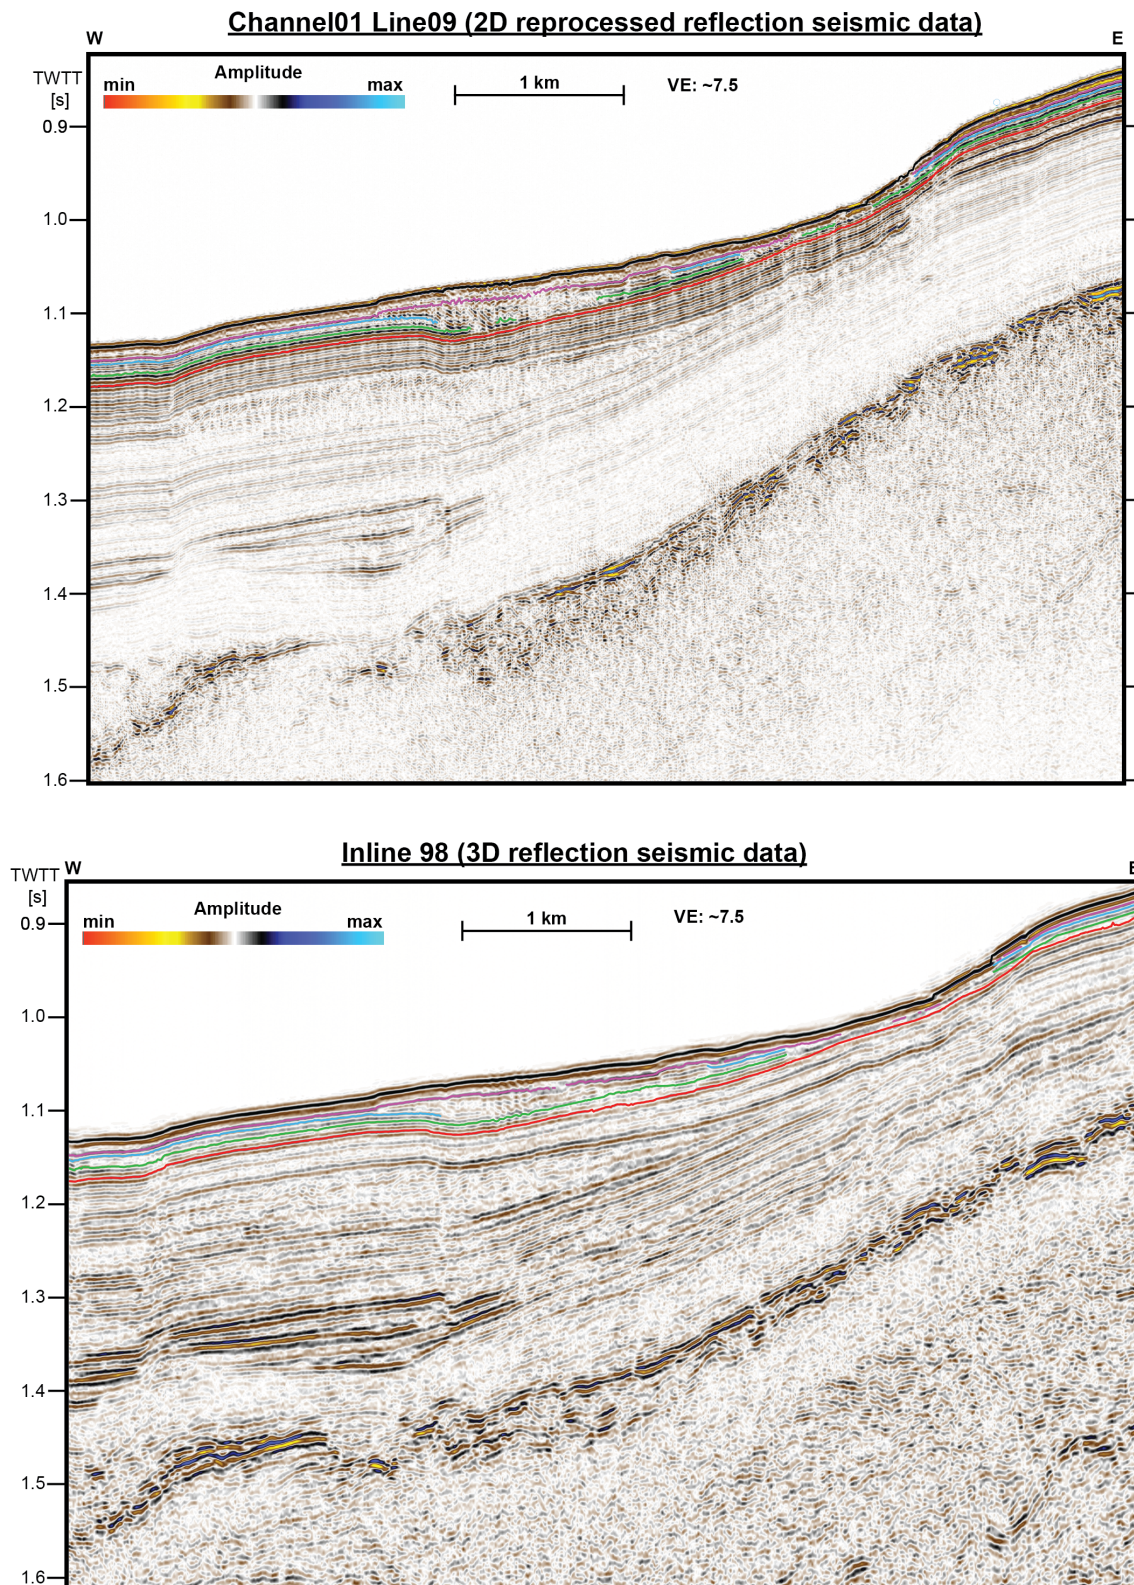 Channel01 Line09 (2D reprocessed reflection seismic data)
W E
TWTT
[s]
Amplitude
min max
1 km
VE: ~7.5
0.9
1.0
1.1
1.2
1.3
1.4
1.5
1.6
Inline 98 (3D reflection seismic data)
TWTT W
[s]
Amplitude
min max
1 km
VE: ~7.5
0.9
1.0
1.1
1.2
1.3
1.4
1.5
1.6